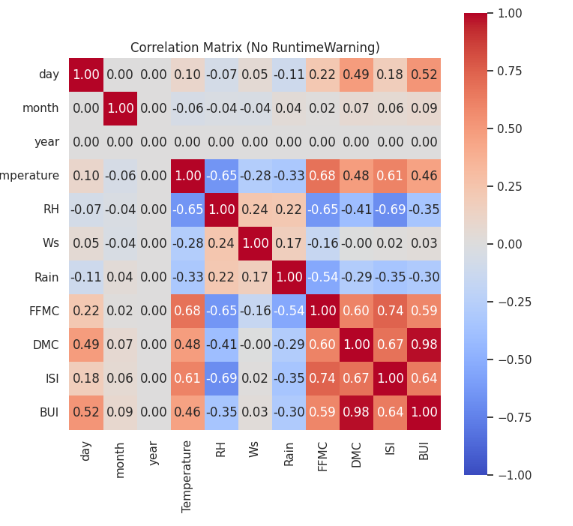 Correlation Matrix (No RuntimeWarning)
day 1.00 0.00 0.00 0.10 -0.07 0.05 -0.11 0.22 0.49 0.18 0.52
month 0.00 1.00 0.00 -0.06 -0.04 -0.04 0.04 0.02 0.07 0.06 0.09
year 0.00 0.00 0.00 0.00 0.00 0.00 0.00 0.00 0.00 0.00 0.00
mperature 0.10 -0.06 0.00 1.00 -0.65 -0.28 -0.33 0.68 0.48 0.61 0.46
RH -0.07 -0.04 0.00 -0.65 1.00 0.24 0.22 -0.65 -0.41 -0.69 -0.35
Ws 0.05 -0.04 0.00 -0.28 0.24 1.00 0.17 -0.16 -0.00 0.02 0.03
Rain -0.11 0.04 0.00 -0.33 0.22 0.17 1.00 -0.54 -0.29 -0.35 -0.30
FFMC 0.22 0.02 0.00 0.68 -0.65 -0.16 -0.54 1.00 0.60 0.74 0.59
DMC 0.49 0.07 0.00 0.48 -0.41 -0.00 -0.29 0.60 1.00 0.67 0.98
ISI 0.18 0.06 0.00 0.61 -0.69 0.02 -0.35 0.74 0.67 1.00 0.64
BUI 0.52 0.09 0.00 0.46 -0.35 0.03 -0.30 0.59 0.98 0.64 1.00
day month year Temperature RH Ws Rain FFMC DMC ISI BUI
1.00
0.75
0.50
0.25
0.00
−0.25
−0.50
−0.75
−1.00